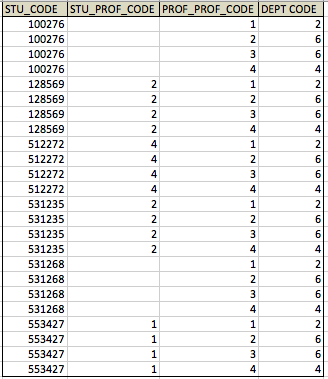 STU_CODE STU_PROF_CODE PROF_PROF_CODE DEPT CODE
100276 1 2
100276 2 6
100276 3 6
100276 4 4
128569 2 1 2
128569 2 2 6
128569 2 3 6
128569 2 4 4
512272 4 1 2
512272 4 2 6
512272 4 3 6
512272 4 4 4
531235 2 1 2
531235 2 2 6
531235 2 3 6
531235 2 4 4
531268 1 2
531268 2 6
531268 3 6
531268 4 4
553427 1 1 2
553427 1 2 6
553427 1 3 6
553427 1 4 4